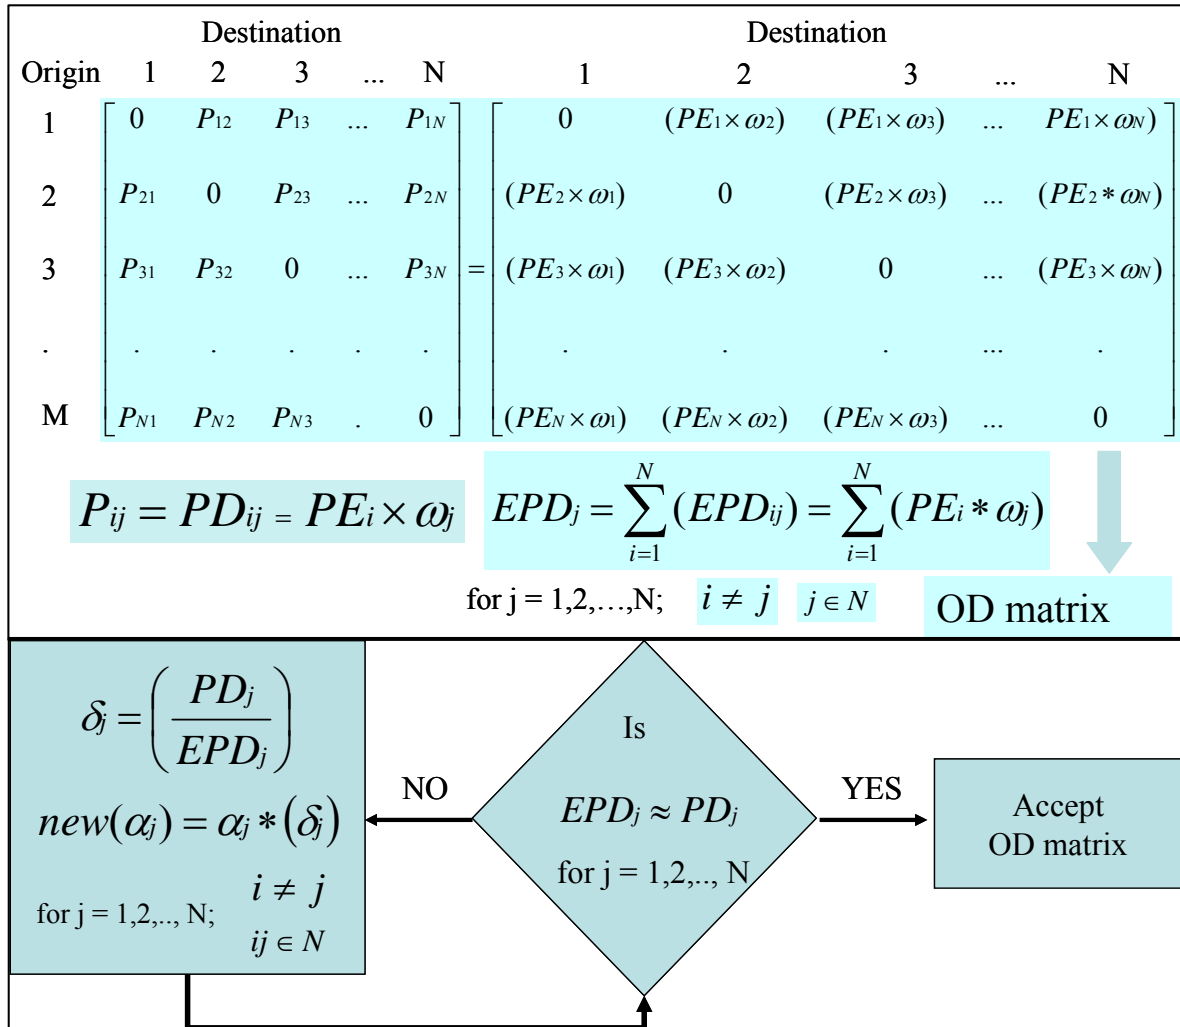 Destination Destination
Origin 1 2 3 ... N 1 2 3 ... N
1 0 P12 P13 ... P1N 0 (PE1×ω2) (PE1×ω3) ... PE1×ωN)
2 P21 0 P23 ... P2N (PE2×ω1) 0 (PE2×ω3) ... (PE2*ωN)
3 P31 P32 0 ... P3N = (PE3×ω1) (PE3×ω2) 0 ... (PE3×ωN)
. . . . . . . . . ... .
M PN1 PN2 PN3 . 0 (PEN×ω1) (PEN×ω2) (PEN×ω3) ... 0
Pij = PDij = PEi × ωj EPDj = ∑_{i=1}^{N} (EPDij) = ∑_{i=1}^{N} (PEi * ωj)
for j = 1,2,…,N; i ≠ j j ∈ N OD matrix
δj = (PDj / EPDj)
new(αj) = αj * (δj)
for j = 1,2,.., N; i ≠ j
ij ∈ N
NO
Is
EPDj ≈ PDj
for j = 1,2,.., N
YES
Accept
OD matrix